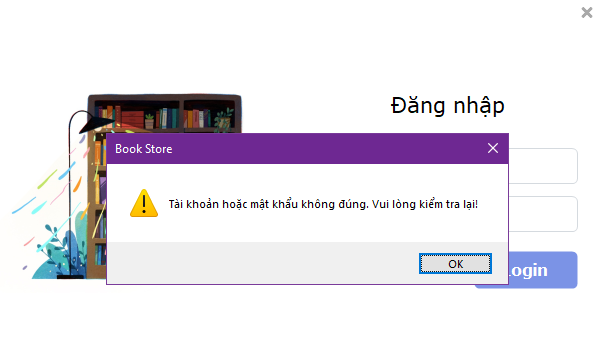 Đăng nhập
Book Store
Tài khoản hoặc mật khẩu không đúng. Vui lòng kiểm tra lại!
OK
Login